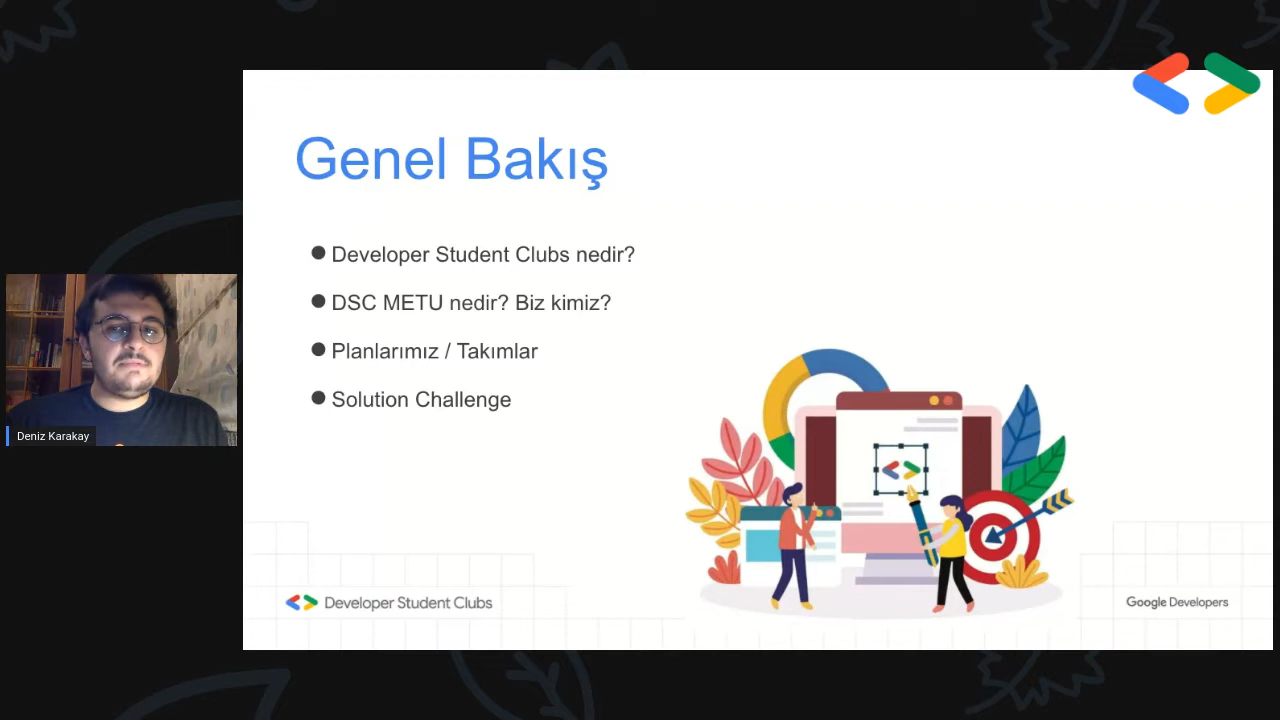 Genel Bakış
Developer Student Clubs nedir?
DSC METU nedir? Biz kimiz?
Planlarımız / Takımlar
Solution Challenge
Deniz Karakay
Developer Student Clubs
Google Developers